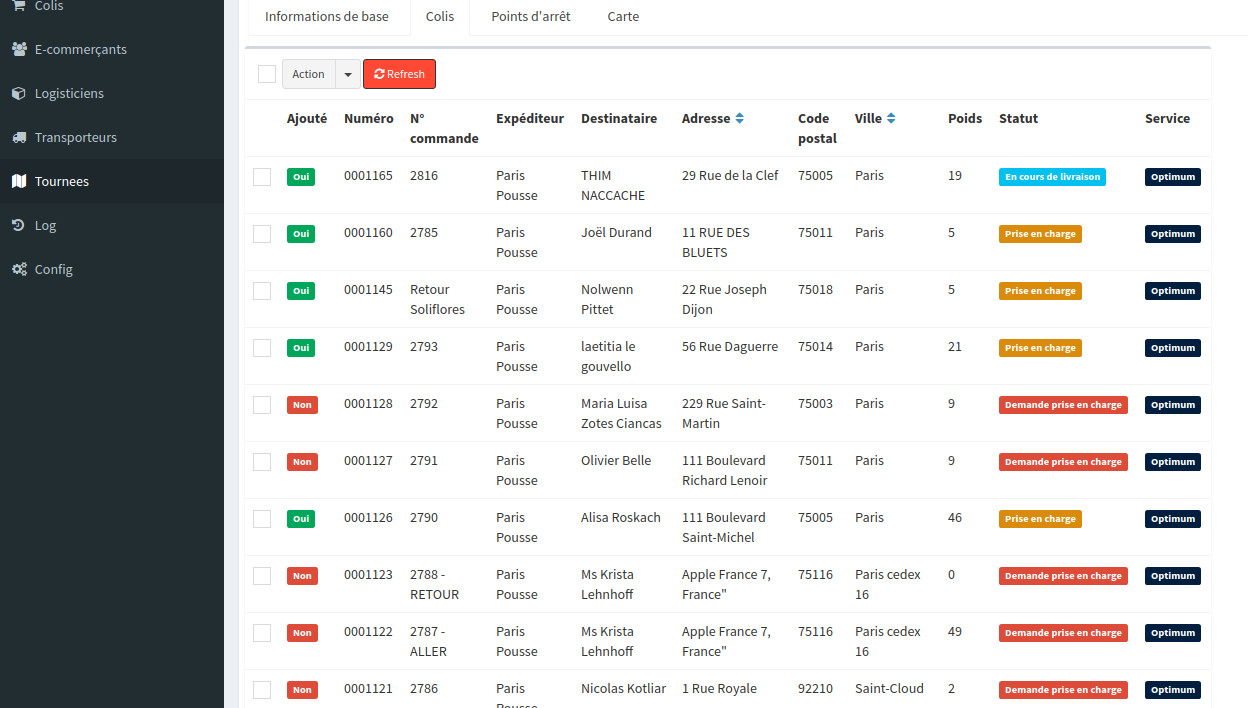 Colis
E-commerçants
Logisticiens
Transporteurs
Tournees
Log
Config
Informations de base Colis Points d'arrêt Carte
Action Refresh
Ajouté Numéro N° Expéditeur Destinataire Adresse Code Ville Poids Statut Service
commande postal
Oui 0001165 2816 Paris THIM 29 Rue de la Clef 75005 Paris 19 En cours de livraison Optimum
Pousse NACCACHE
Oui 0001160 2785 Paris Joël Durand 11 RUE DES 75011 Paris 5 Prise en charge Optimum
Pousse BLUETS
Oui 0001145 Retour Paris Nolwenn 22 Rue Joseph 75018 Paris 5 Prise en charge Optimum
Soliflores Pousse Pittet Dijon
Oui 0001129 2793 Paris laetitia le 56 Rue Daguerre 75014 Paris 21 Prise en charge Optimum
Pousse gouvello
Non 0001128 2792 Paris Maria Luisa 229 Rue Saint- 75003 Paris 9 Demande prise en charge Optimum
Pousse Zotes Ciancas Martin
Non 0001127 2791 Paris Olivier Belle 111 Boulevard 75011 Paris 9 Demande prise en charge Optimum
Pousse Richard Lenoir
Oui 0001126 2790 Paris Alisa Roskach 111 Boulevard 75005 Paris 46 Prise en charge Optimum
Pousse Saint-Michel
Non 0001123 2788 - Paris Ms Krista Apple France 7, 75116 Paris cedex 0 Demande prise en charge Optimum
RETOUR Pousse Lehnhoff France" 16
Non 0001122 2787 - Paris Ms Krista Apple France 7, 75116 Paris cedex 49 Demande prise en charge Optimum
ALLER Pousse Lehnhoff France" 16
Non 0001121 2786 Paris Nicolas Kotliar 1 Rue Royale 92210 Saint-Cloud 2 Demande prise en charge Optimum
Pousse